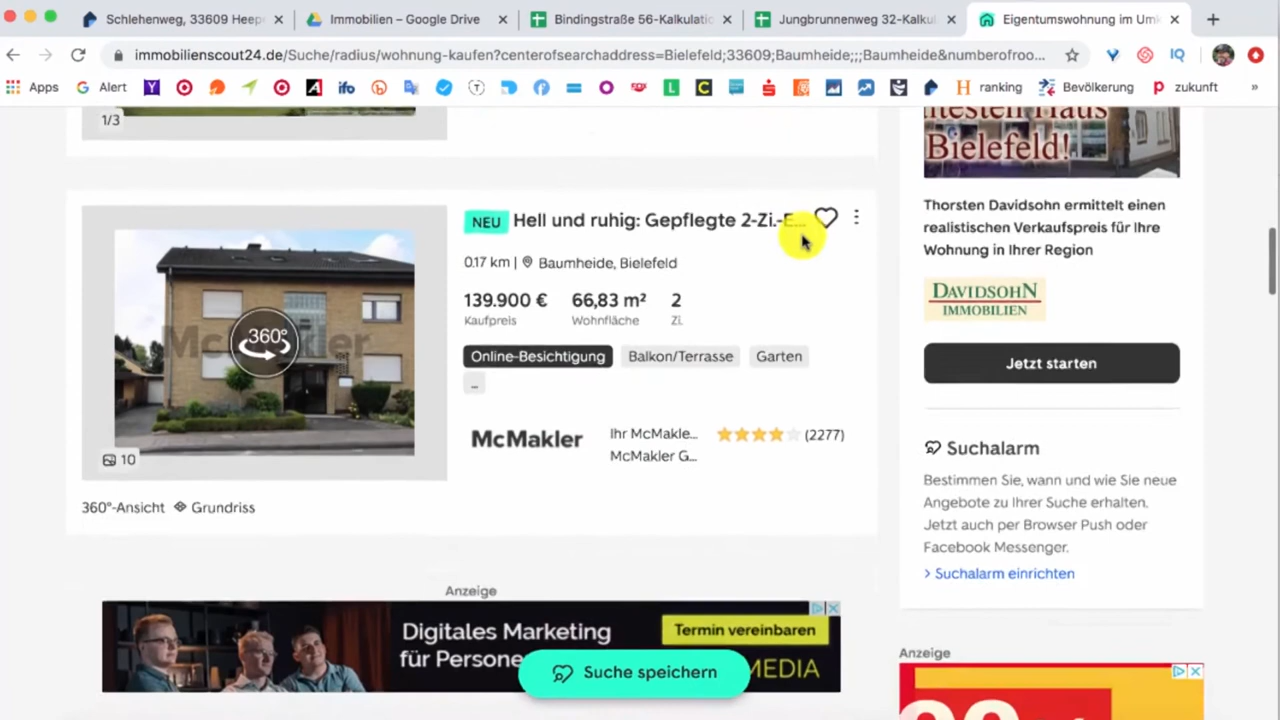 Schlehenweg, 33609 Heepe
Immobilien – Google Drive
Bindingstraße 56-Kalkulatio
Jungbrunnenweg 32-Kalkul
Eigentumswohnung im Umk
immobilienscout24.de/Suche/radius/wohnung-kaufen?centerofsearchaddress=Bielefeld;33609;Baumheide;;;Baumheide&numberofroo...
Apps
Alert
ifo
ranking
Bevölkerung
zukunft
»
1/3
Bielefeld!
NEU Hell und ruhig: Gepflegte 2-Zi.-E...
0.17 km | Baumheide, Bielefeld
139.900 € 66,83 m² 2
Kaufpreis Wohnfläche Zi.
Online-Besichtigung Balkon/Terrasse Garten
...
360°
McMakler
Ihr McMakle... (2277)
McMakler G...
10
360°-Ansicht Grundriss
Thorsten Davidsohn ermittelt einen
realistischen Verkaufspreis für Ihre
Wohnung in Ihrer Region
DAVIDSOHN
IMMOBILIEN
Jetzt starten
Suchalarm
Bestimmen Sie, wann und wie Sie neue
Angebote zu Ihrer Suche erhalten.
Jetzt auch per Browser Push oder
Facebook Messenger.
> Suchalarm einrichten
Anzeige
Digitales Marketing
für Persone
Termin vereinbaren
MEDIA
Suche speichern
Anzeige